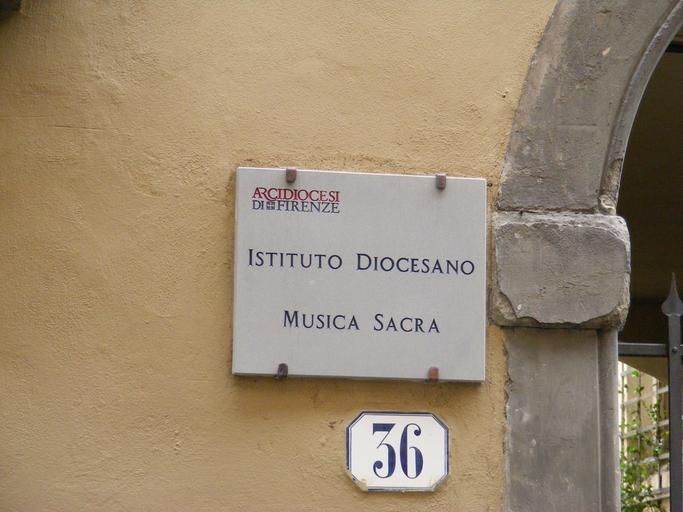 ARCIDIOCESI
DI FIRENZE
ISTITUTO DIOCESANO
MUSICA SACRA
36